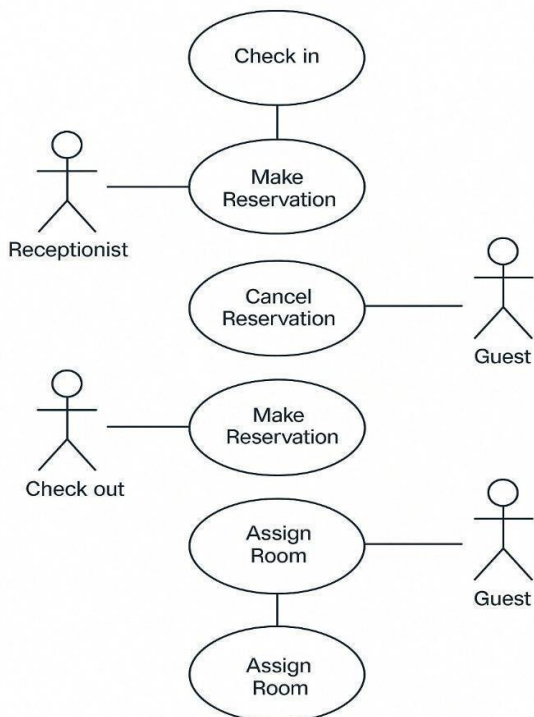 Check in
Make
Reservation
Receptionist
Cancel
Reservation
Guest
Make
Reservation
Check out
Assign
Room
Guest
Assign
Room